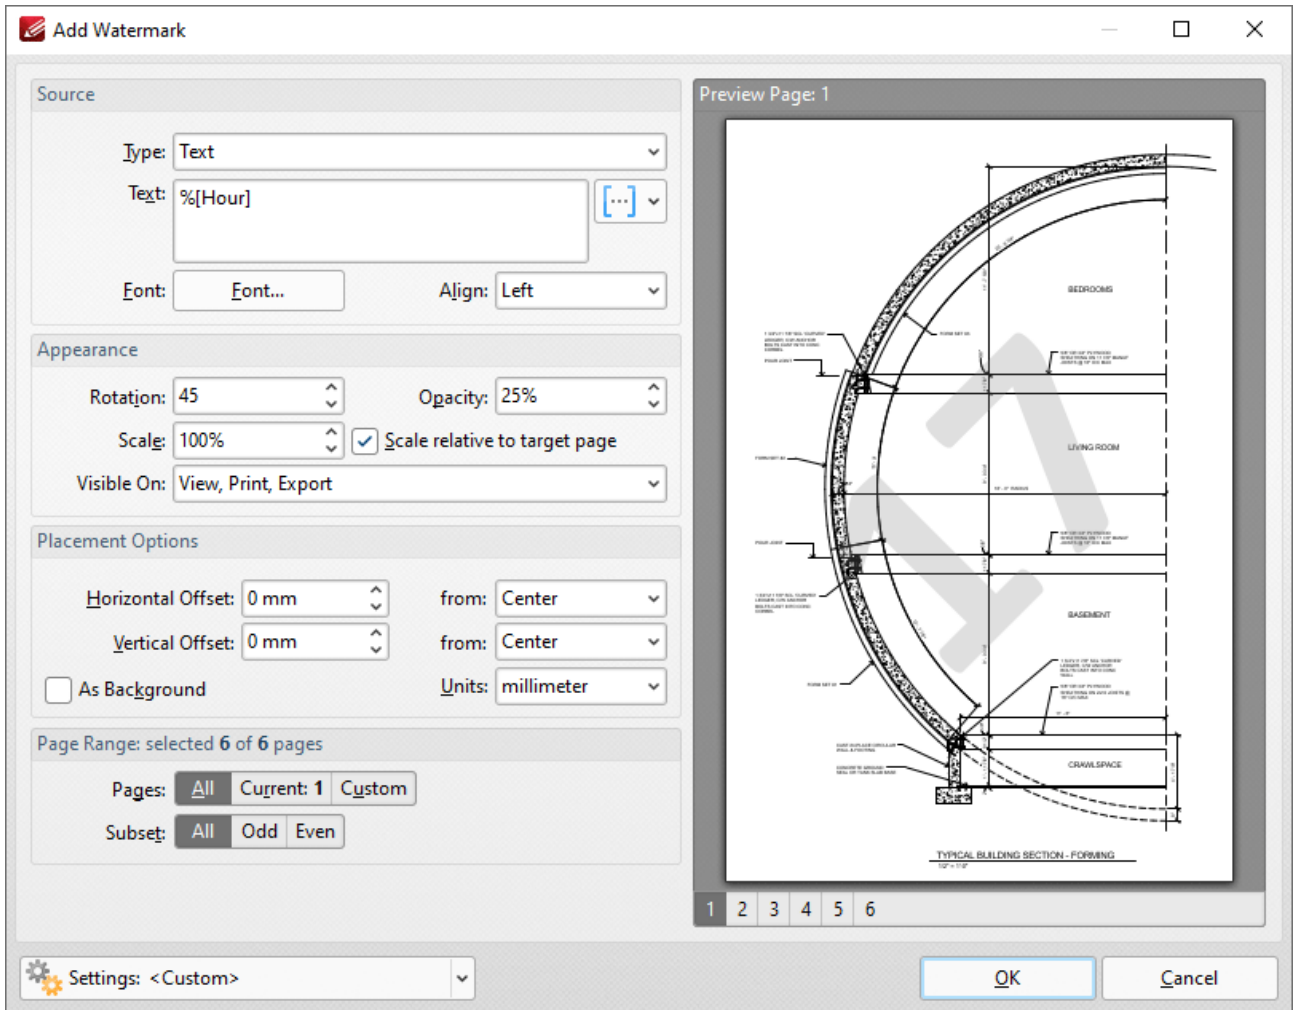 Add Watermark
Source
Preview Page: 1
Type: Text
Text: %[Hour]
[...]
Font: Font... Align: Left
Appearance
Rotation: 45 Opacity: 25%
Scale: 100% Scale relative to target page
Visible On: View, Print, Export
Placement Options
Horizontal Offset: 0 mm from: Center
Vertical Offset: 0 mm from: Center
As Background Units: millimeter
Page Range: selected 6 of 6 pages
Pages: All Current: 1 Custom
Subset: All Odd Even
BEDROOMS
LIVING ROOM
17
BASEMENT
CRAWLSPACE
TYPICAL BUILDING SECTION - FORMING
1 2 3 4 5 6
Settings: <Custom>
OK Cancel